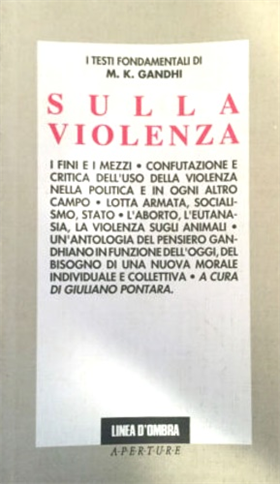 I TESTI FONDAMENTALI DI
M. K. GANDHI
SULLA
VIOLENZA
I FINI E I MEZZI • CONFUTAZIONE E
CRITICA DELL'USO DELLA VIOLENZA
NELLA POLITICA E IN OGNI ALTRO
CAMPO • LOTTA ARMATA, SOCIALI-
SMO, STATO • L'ABORTO, L'EUTANA-
SIA, LA VIOLENZA SUGLI ANIMALI •
UN'ANTOLOGIA DEL PENSIERO GAN-
DHIANO IN FUNZIONE DELL'OGGI, DEL
BISOGNO DI UNA NUOVA MORALE
INDIVIDUALE E COLLETTIVA • A CURA
DI GIULIANO PONTARA.
LINEA D'OMBRA
A·P·E·R·T·U·R·E